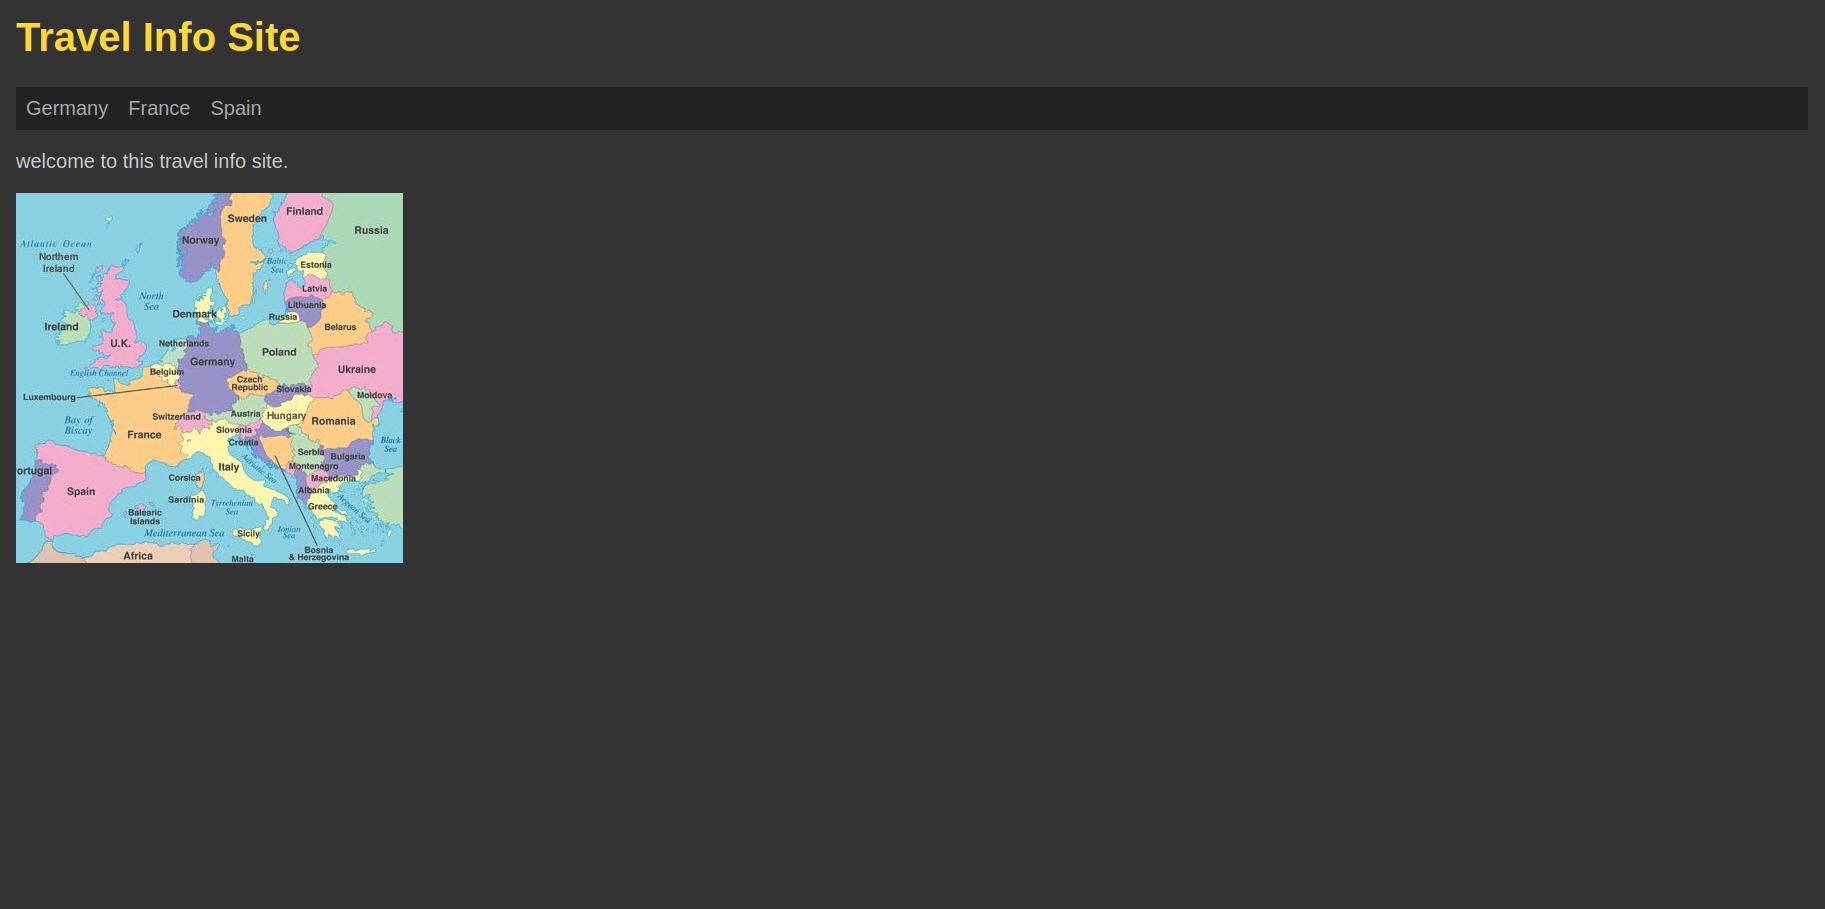 Travel Info Site
Germany France Spain
welcome to this travel info site.
Finland
Sweden
Russia
Norway
Atlantic Ocean
Northern
Ireland
Baltic
Sea
Estonia
Latvia
North
Sea
Lithuania
Denmark
Russia
Ireland
Belarus
U.K.
Netherlands
Poland
Germany
English Channel
Belgium
Ukraine
Czech
Republic
Slovakia
Luxembourg
Moldova
Switzerland
Austria
Hungary
Bay of
Biscay
Romania
France
Slovenia
Croatia
Black
Sea
Serbia
Bulgaria
Adriatic Sea
Italy
Montenegro
ortugal
Corsica
Macedonia
Spain
Albania
Sardinia
Tyrrehenian
Sea
Greece
Aegean Sea
Balearic
Islands
Mediterranean Sea
Sicily
Ionian
Sea
Africa
Malta
Bosnia
& Herzegovina